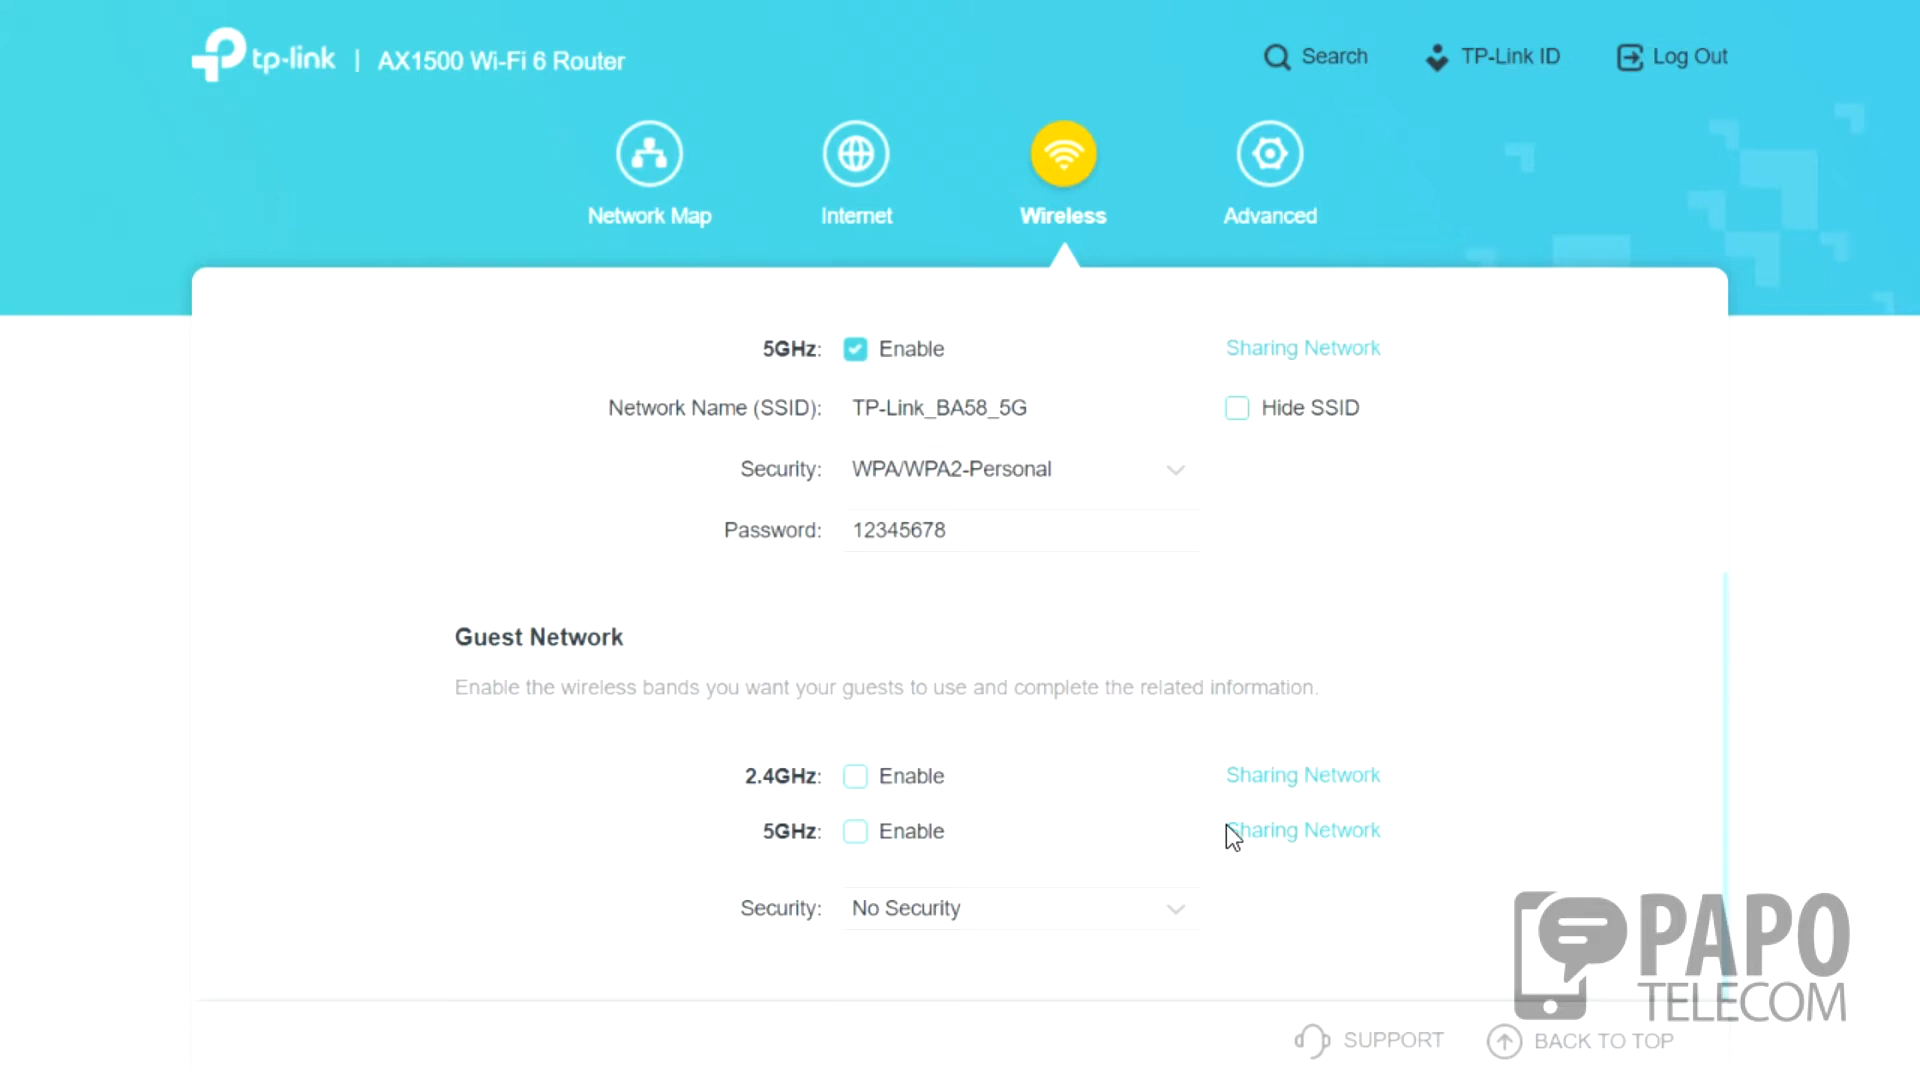 tp-link | AX1500 Wi-Fi 6 Router
Search
TP-Link ID
Log Out
Network Map
Internet
Wireless
Advanced
5GHz: Enable
Sharing Network
Network Name (SSID): TP-Link_BA58_5G
Hide SSID
Security: WPA/WPA2-Personal
Password: 12345678
Guest Network
Enable the wireless bands you want your guests to use and complete the related information.
2.4GHz: Enable
Sharing Network
5GHz: Enable
Sharing Network
Security: No Security
PAPO
TELECOM
SUPPORT
BACK TO TOP